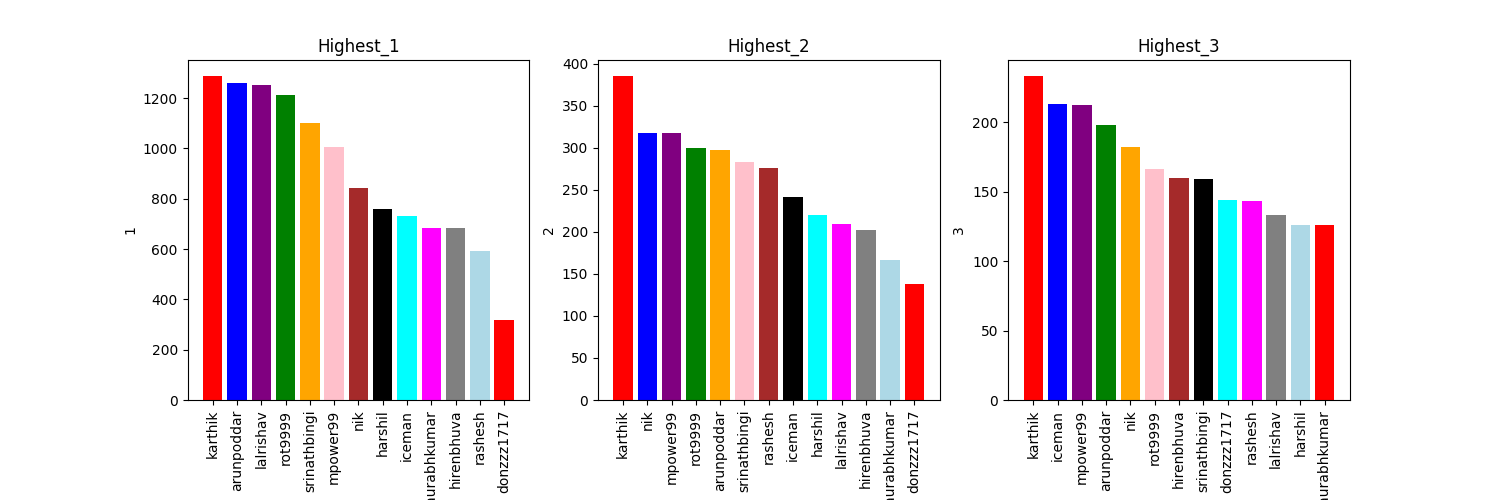 Highest_1
Highest_2
Highest_3
1200
1000
800
600
400
200
0
1
karthik
arunpoddar
lalrishav
rot9999
srinathbingi
mpower99
nik
harshil
iceman
urabhkumar
hirenbhuva
rashesh
donzzz1717
400
350
300
250
200
150
100
50
0
2
karthik
nik
mpower99
rot9999
arunpoddar
srinathbingi
rashesh
iceman
harshil
lalrishav
hirenbhuva
urabhkumar
donzzz1717
200
150
100
50
0
3
karthik
iceman
mpower99
arunpoddar
nik
rot9999
hirenbhuva
srinathbingi
donzzz1717
rashesh
lalrishav
harshil
urabhkumar